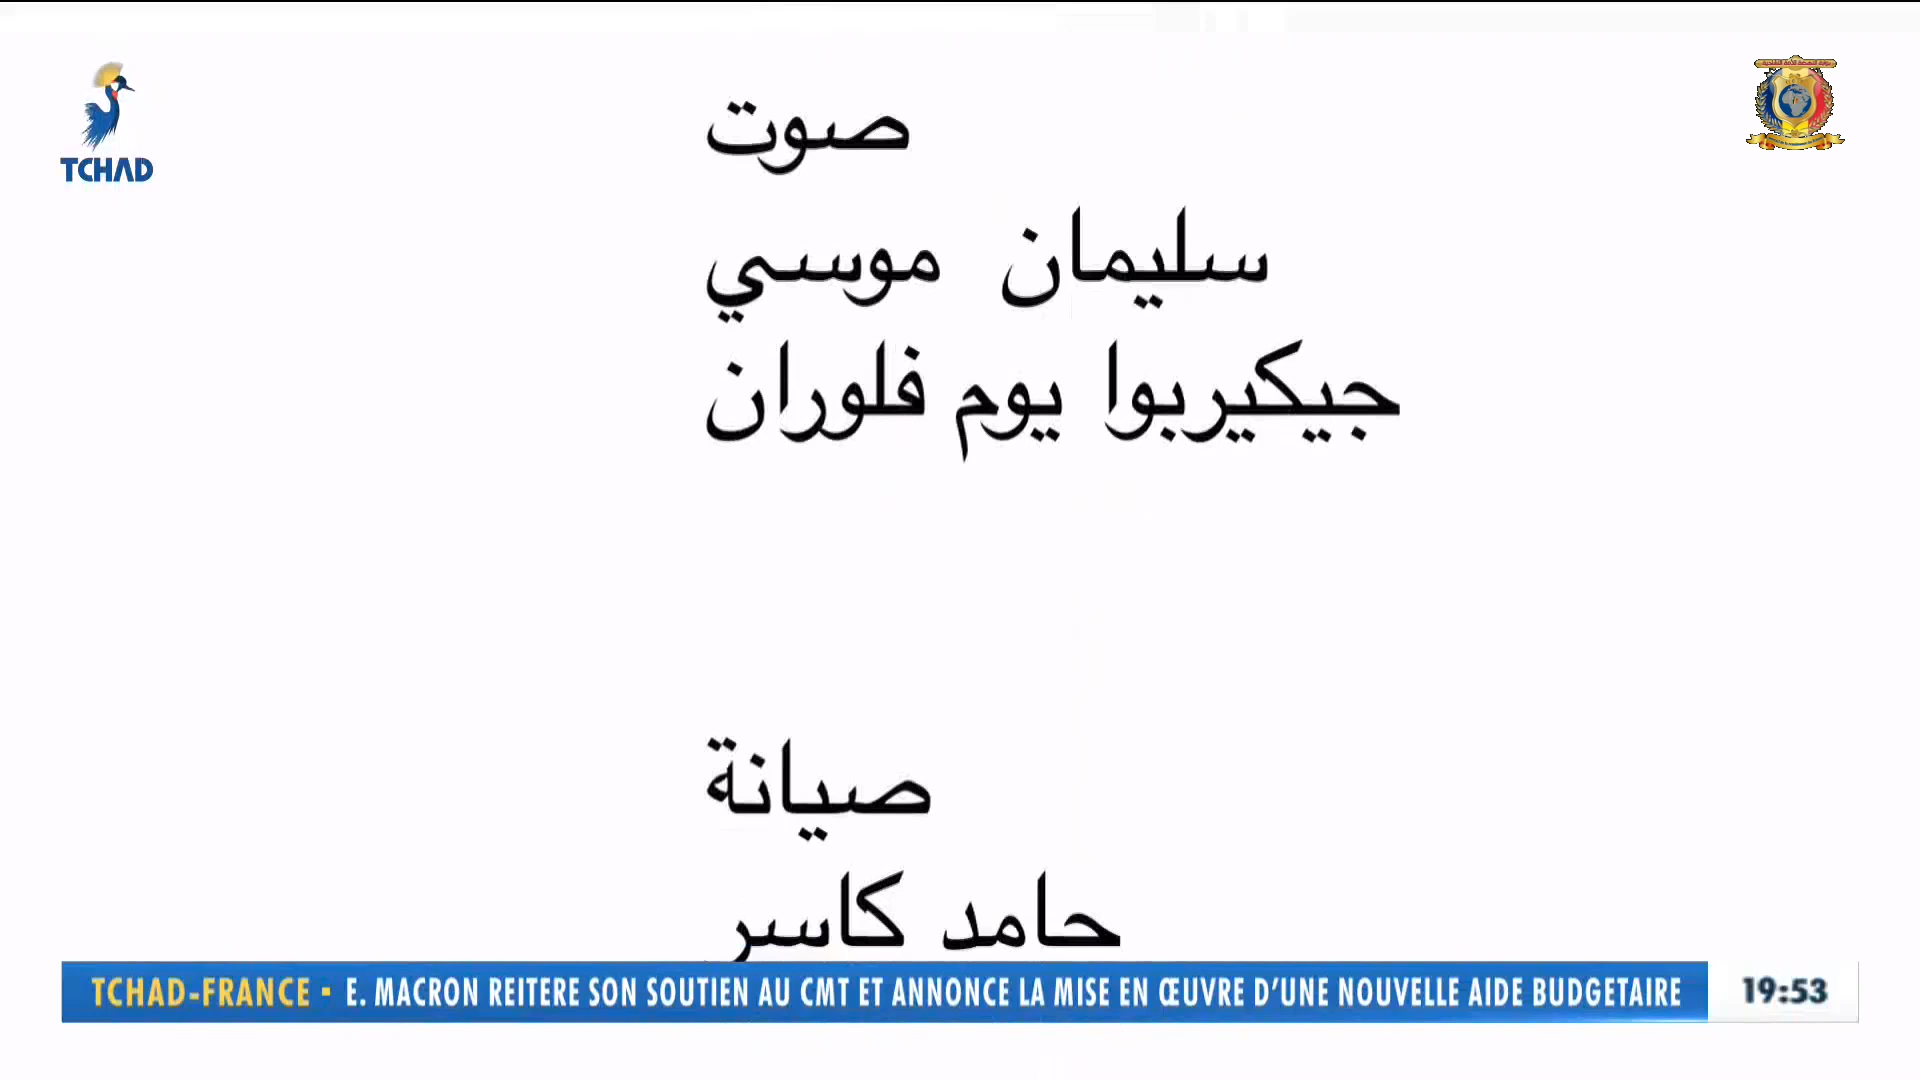 TCHAD
صوت
سليمان موسي
جيكيربوا يوم فلوران
صيانة
حامد كاسر
TCHAD-FRANCE · E. MACRON REITERE SON SOUTIEN AU CMT ET ANNONCE LA MISE EN ŒUVRE D'UNE NOUVELLE AIDE BUDGETAIRE
19:53